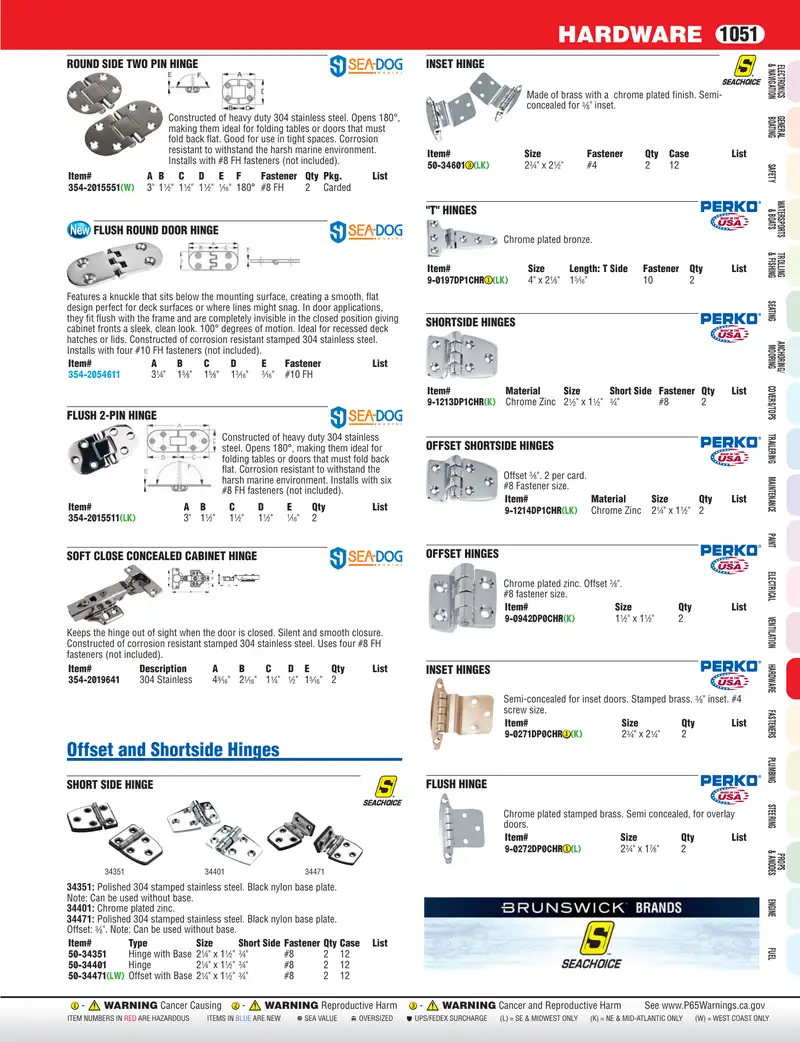 HARDWARE 1051
ROUND SIDE TWO PIN HINGE
SEA-DOG
Constructed of heavy duty 304 stainless steel. Opens 180°,
making them ideal for folding tables or doors that must
fold back flat. Good for use in tight spaces. Corrosion
resistant to withstand the harsh marine environment.
Installs with #8 FH fasteners (not included).
Item# A B C D E F Fastener Qty Pkg. List
354-2015551(W) 3" 1½" 1½" 1½" 1⁄16" 180° #8 FH 2 Carded
New FLUSH ROUND DOOR HINGE
SEA-DOG
Features a knuckle that sits below the mounting surface, creating a smooth, flat
design perfect for deck surfaces or where lines might snag. In door applications,
they fit flush with the frame and are completely invisible in the closed position giving
cabinet fronts a sleek, clean look. 100° degrees of motion. Ideal for recessed deck
hatches or lids. Constructed of corrosion resistant stamped 304 stainless steel.
Installs with four #10 FH fasteners (not included).
Item# A B C D E Fastener List
354-2054611 3¼" 1⅝" 1⅝" 13⁄16" 3⁄16" #10 FH
FLUSH 2-PIN HINGE
SEA-DOG
Constructed of heavy duty 304 stainless
steel. Opens 180°, making them ideal for
folding tables or doors that must fold back
flat. Corrosion resistant to withstand the
harsh marine environment. Installs with six
#8 FH fasteners (not included).
Item# A B C D E Qty List
354-2015511(LK) 3" 1½" 1½" 1½" 1⁄16" 2
SOFT CLOSE CONCEALED CABINET HINGE
SEA-DOG
Keeps the hinge out of sight when the door is closed. Silent and smooth closure.
Constructed of corrosion resistant stamped 304 stainless steel. Uses four #8 FH
fasteners (not included).
Item# Description A B C D E Qty List
354-2019641 304 Stainless 49⁄16" 21⁄16" 1¼" ½" 15⁄16" 2
Offset and Shortside Hinges
SHORT SIDE HINGE
SEACHOICE
34351 34401 34471
34351: Polished 304 stamped stainless steel. Black nylon base plate.
Note: Can be used without base.
34401: Chrome plated zinc.
34471: Polished 304 stamped stainless steel. Black nylon base plate.
Offset: ⅜". Note: Can be used without base.
Item# Type Size Short Side Fastener Qty Case List
50-34351 Hinge with Base 2¼" x 1½" ¾" #8 2 12
50-34401 Hinge 2¼" x 1½" ¾" #8 2 12
50-34471(LW) Offset with Base 2¼" x 1½" ¾" #8 2 12
INSET HINGE
SEACHOICE
Made of brass with a chrome plated finish. Semi-
concealed for ⅜" inset.
Item# Size Fastener Qty Case List
50-34601 3 (LK) 2¾" x 2½" #4 2 12
"T" HINGES
PERKO
MADE IN THE USA
Chrome plated bronze.
Item# Size Length: T Side Fastener Qty List
9-0197DP1CHR 1 (LK) 4" x 2⅛" 15⁄16" 10 2
SHORTSIDE HINGES
PERKO
MADE IN THE USA
Item# Material Size Short Side Fastener Qty List
9-1213DP1CHR(K) Chrome Zinc 2½" x 1½" ¾" #8 2
OFFSET SHORTSIDE HINGES
PERKO
MADE IN THE USA
Offset ⅜". 2 per card.
#8 Fastener size.
Item# Material Size Qty List
9-1214DP1CHR(LK) Chrome Zinc 2¼" x 1½" 2
OFFSET HINGES
PERKO
MADE IN THE USA
Chrome plated zinc. Offset ⅜".
#8 fastener size.
Item# Size Qty List
9-0942DP0CHR(K) 1½" x 1½" 2
INSET HINGES
PERKO
MADE IN THE USA
Semi-concealed for inset doors. Stamped brass. ⅜" inset. #4
screw size.
Item# Size Qty List
9-0271DP0CHR 3 (K) 2¾" x 2¼" 2
FLUSH HINGE
PERKO
MADE IN THE USA
Chrome plated stamped brass. Semi concealed, for overlay
doors.
Item# Size Qty List
9-0272DP0CHR 1 (L) 2¾" x 1⅞" 2
BRUNSWICK BRANDS
SEACHOICE
ELECTRONICS & NAVIGATION
GENERAL BOATING
SAFETY
WATERSPORTS & BOATS
TROLLING & FISHING
SEATING
ANCHORING/ MOORING
COVERS/TOPS
TRAILERING
MAINTENANCE
PAINT
ELECTRICAL
VENTILATION
HARDWARE
FASTENERS
PLUMBING
STEERING
PROPS & ANODES
ENGINE
FUEL
1 - WARNING Cancer Causing 2 - WARNING Reproductive Harm 3 - WARNING Cancer and Reproductive Harm See www.P65Warnings.ca.gov
ITEM NUMBERS IN RED ARE HAZARDOUS ITEMS IN BLUE ARE NEW SEA VALUE OVERSIZED UPS/FEDEX SURCHARGE (L) = SE & MIDWEST ONLY (K) = NE & MID-ATLANTIC ONLY (W) = WEST COAST ONLY